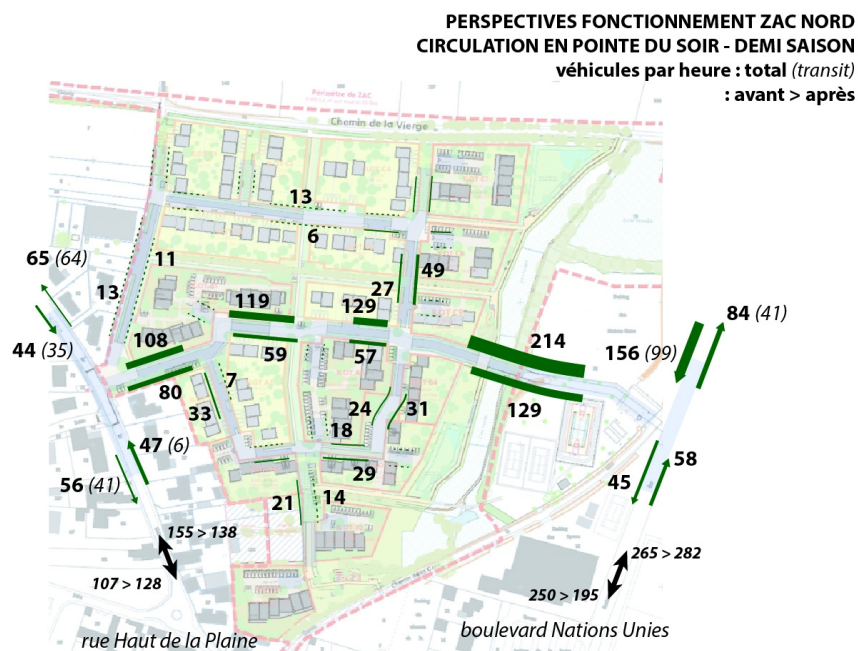 PERSPECTIVES FONCTIONNEMENT ZAC NORD
CIRCULATION EN POINTE DU SOIR - DEMI SAISON
véhicules par heure : total (transit)
: avant > après
Périmètre de ZAC
Chemin de la Vierge
13
6
65 (64)
11
27
49
13
44 (35)
119
129
108
59
57
214
84 (41)
156 (99)
80
7
129
33
24
31
18
47 (6)
29
45
58
56 (41)
21
14
155 > 138
107 > 128
265 > 282
250 > 195
rue Haut de la Plaine
boulevard Nations Unies